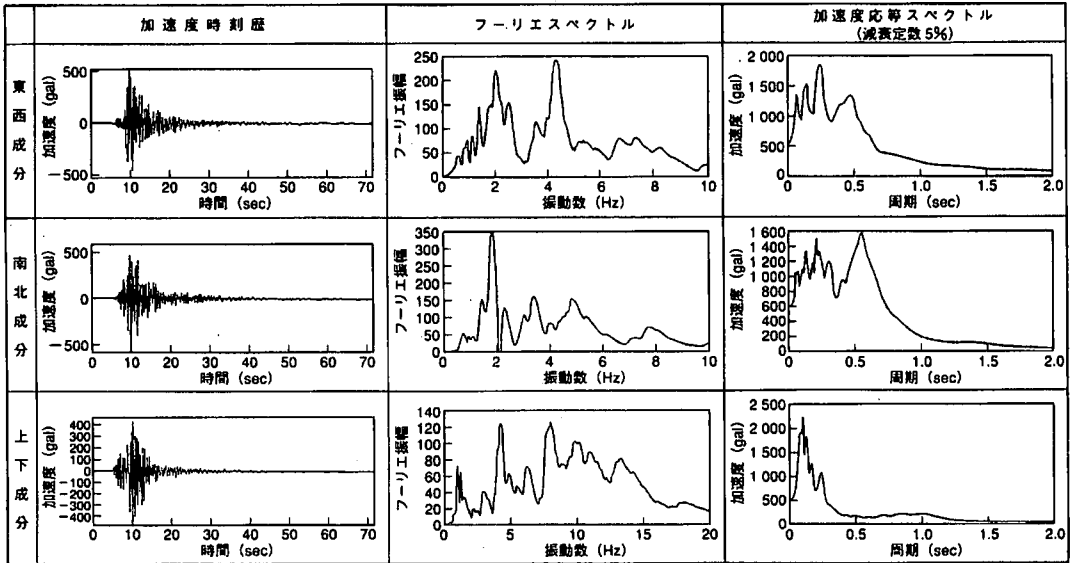 加速度時刻歴
フーリエスペクトル
加速度応答スペクトル
(減衰定数 5%)
東西成分
加速度 (gal)
500
0
-500
0 10 20 30 40 50 60 70
時間 (sec)
フーリエ振幅
250
200
150
100
50
0
0 2 4 6 8 10
振動数 (Hz)
加速度 (gal)
2 000
1 500
1 000
500
0
0 0.5 1.0 1.5 2.0
周期 (sec)
南北成分
加速度 (gal)
500
0
-500
0 10 20 30 40 50 60 70
時間 (sec)
フーリエ振幅
350
300
250
200
150
100
50
0
0 2 4 6 8 10
振動数 (Hz)
加速度 (gal)
1 600
1 400
1 200
1 000
800
600
400
200
0
0 0.5 1.0 1.5 2.0
周期 (sec)
上下成分
加速度 (gal)
400
300
200
100
0
-100
-200
-300
-400
0 10 20 30 40 50 60 70
時間 (sec)
フーリエ振幅
140
120
100
80
60
40
20
0
0 5 10 15 20
振動数 (Hz)
加速度 (gal)
2 500
2 000
1 500
1 000
500
0
0 0.5 1.0 1.5 2.0
周期 (sec)